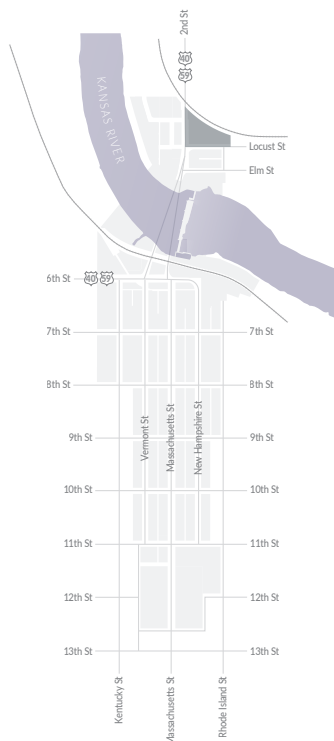 2nd St
40
59
KANSAS RIVER
Locust St
Elm St
6th St 40 59
7th St 7th St
8th St 8th St
Vermont St
Massachusetts St
New Hampshire St
9th St 9th St
10th St 10th St
11th St 11th St
12th St 12th St
13th St 13th St
Kentucky St
Massachusetts St
Rhode Island St